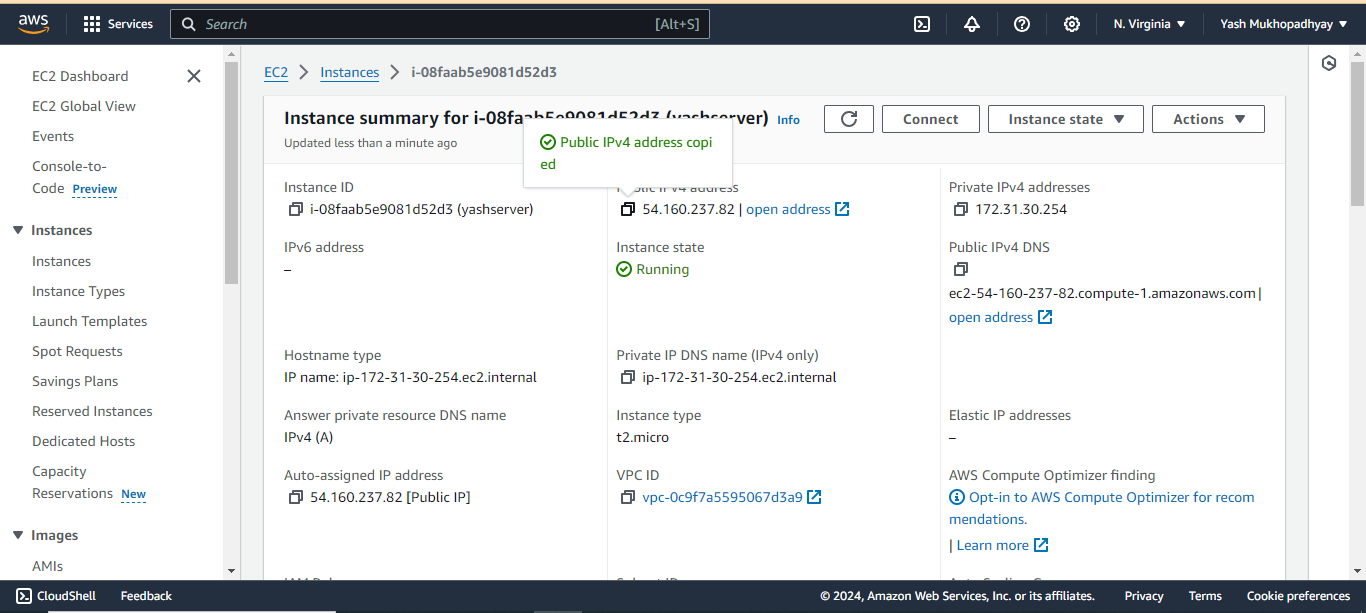 aws
Services
Search
[Alt+S]
N. Virginia
Yash Mukhopadhyay
EC2 Dashboard
EC2 Global View
Events
Console-to-
Code Preview
Instances
Instances
Instance Types
Launch Templates
Spot Requests
Savings Plans
Reserved Instances
Dedicated Hosts
Capacity
Reservations New
Images
AMIs
EC2 > Instances > i-08faab5e9081d52d3
Instance summary for i-08faab5e9081d52d3 (yashserver) Info
Updated less than a minute ago
Connect
Instance state
Actions
Public IPv4 address copi
ed
Instance ID
i-08faab5e9081d52d3 (yashserver)
Public IPv4 address
54.160.237.82 | open address
Private IPv4 addresses
172.31.30.254
IPv6 address
–
Instance state
Running
Public IPv4 DNS
ec2-54-160-237-82.compute-1.amazonaws.com |
open address
Hostname type
IP name: ip-172-31-30-254.ec2.internal
Private IP DNS name (IPv4 only)
ip-172-31-30-254.ec2.internal
Answer private resource DNS name
IPv4 (A)
Instance type
t2.micro
Elastic IP addresses
–
Auto-assigned IP address
54.160.237.82 [Public IP]
VPC ID
vpc-0c9f7a5595067d3a9
AWS Compute Optimizer finding
Opt-in to AWS Compute Optimizer for recom
mendations.
| Learn more
CloudShell
Feedback
© 2024, Amazon Web Services, Inc. or its affiliates.
Privacy
Terms
Cookie preferences